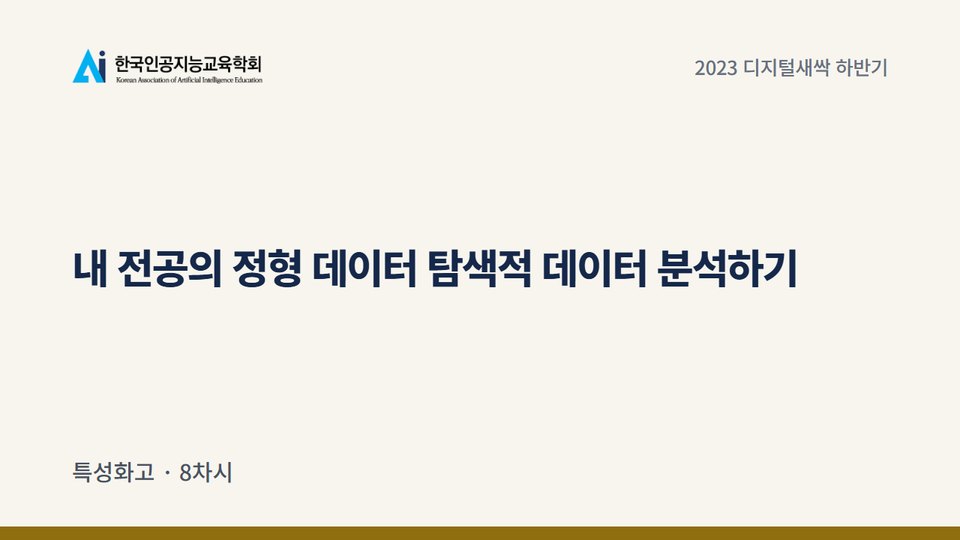 한국인공지능교육학회
Korean Association of Artificial Intelligence Education
2023 디지털새싹 하반기
내 전공의 정형 데이터 탐색적 데이터 분석하기
특성화고 · 8차시